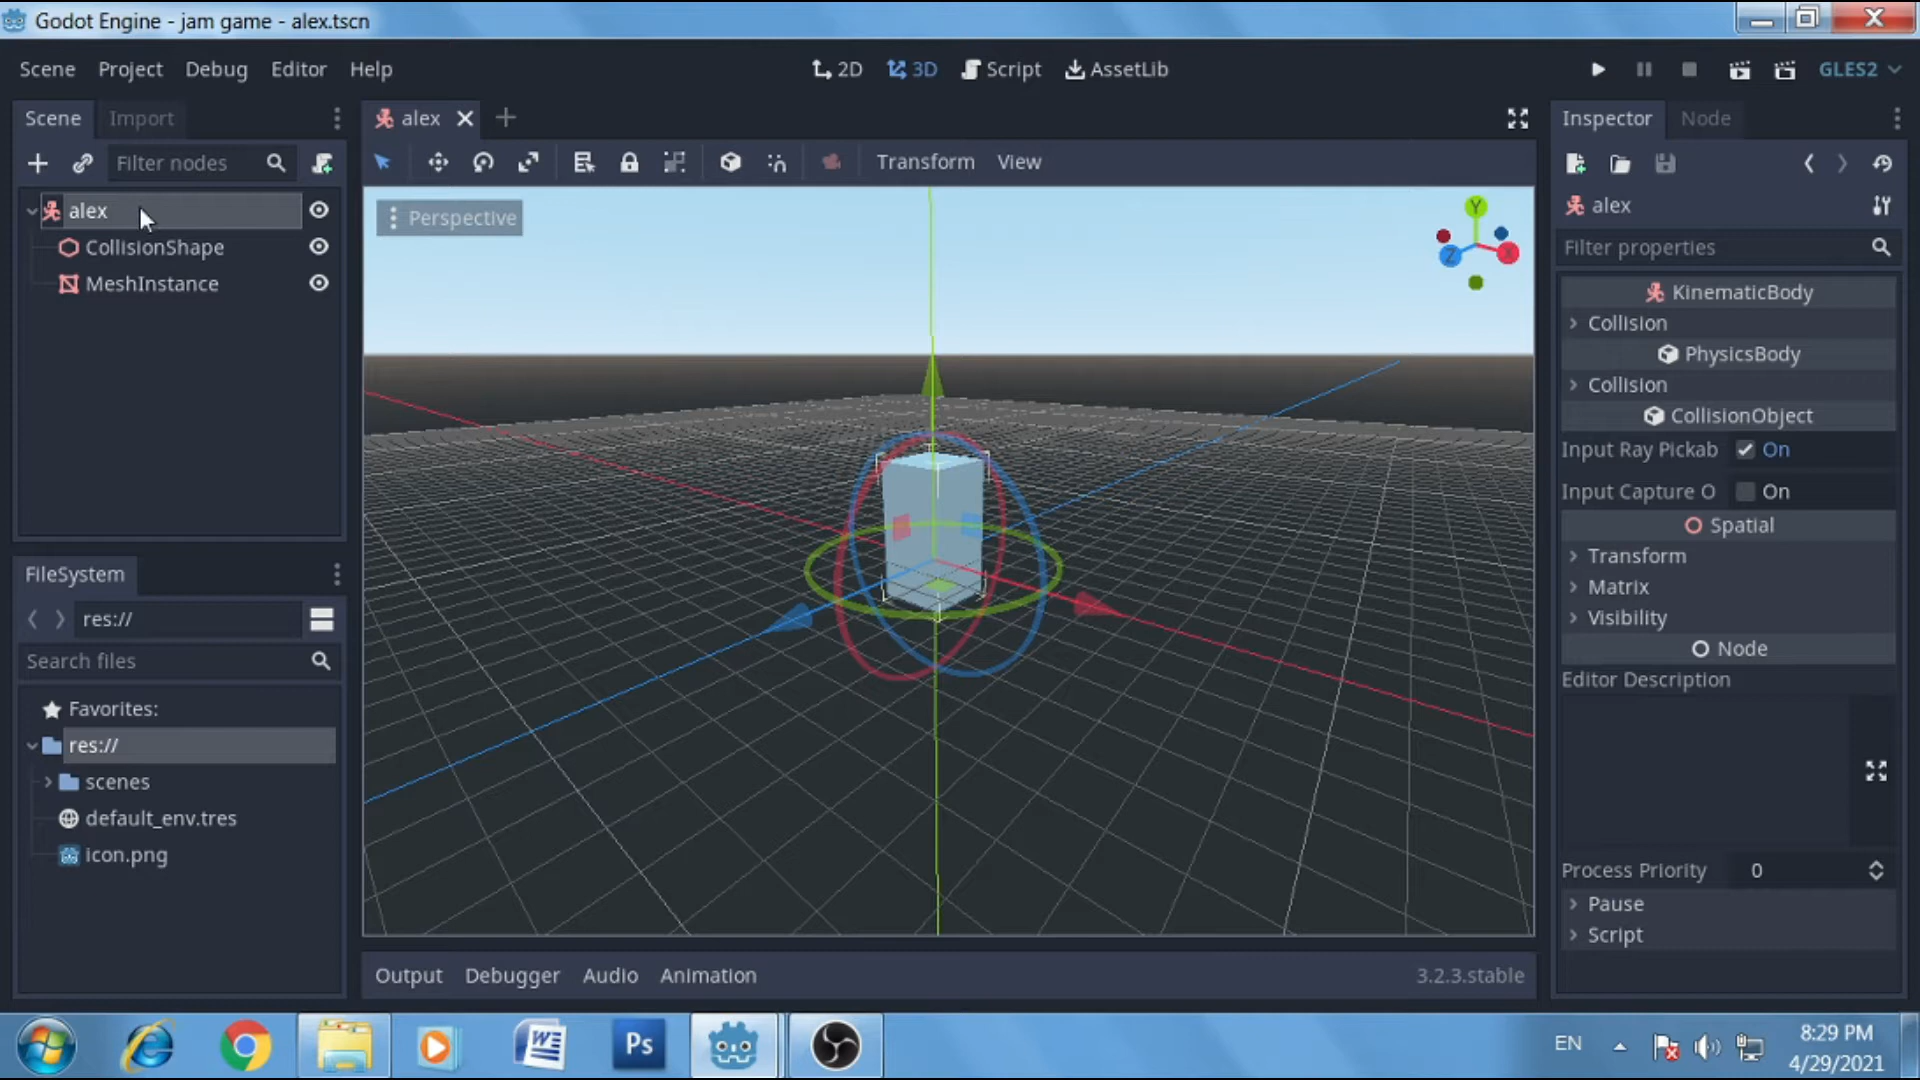 Godot Engine - jam game - alex.tscn
Scene Project Debug Editor Help
2D 3D Script AssetLib
GLES2
Scene Import
alex
Inspector Node
Filter nodes
Transform View
alex
CollisionShape
MeshInstance
Perspective
Y
Z
X
alex
Filter properties
KinematicBody
Collision
PhysicsBody
Collision
CollisionObject
Input Ray Pickab On
Input Capture O On
Spatial
Transform
Matrix
Visibility
Node
Editor Description
Process Priority 0
Pause
Script
FileSystem
res://
Search files
Favorites:
res://
scenes
default_env.tres
icon.png
Output Debugger Audio Animation 3.2.3.stable
W
Ps
EN
8:29 PM
4/29/2021